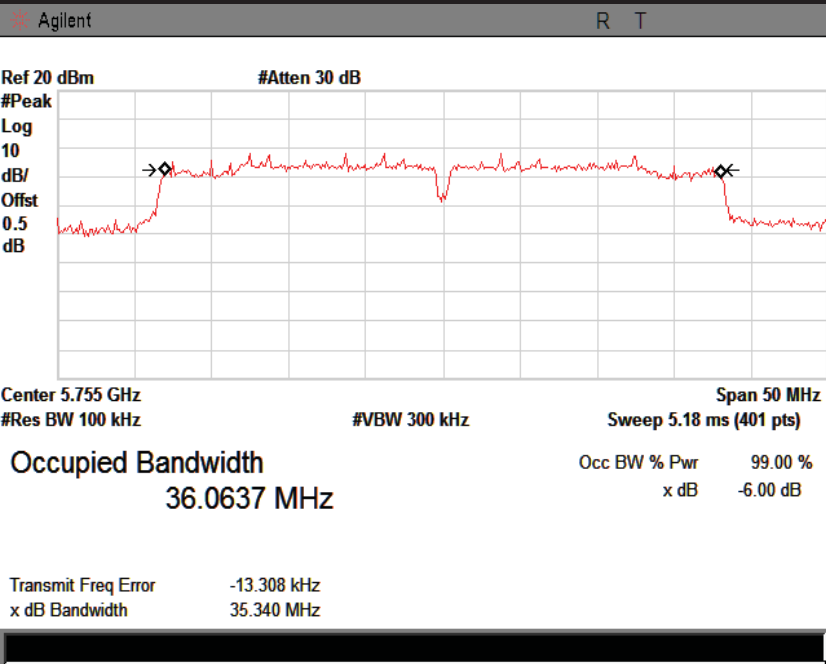 Agilent R T
Ref 20 dBm #Atten 30 dB
#Peak
Log
10
dB/
Offst
0.5
dB
Center 5.755 GHz Span 50 MHz
#Res BW 100 kHz #VBW 300 kHz Sweep 5.18 ms (401 pts)
Occupied Bandwidth Occ BW % Pwr 99.00 %
36.0637 MHz x dB -6.00 dB
Transmit Freq Error -13.308 kHz
x dB Bandwidth 35.340 MHz